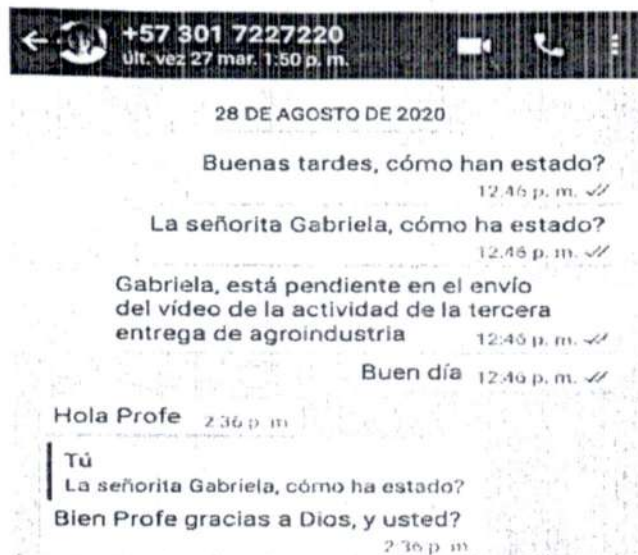 +57 301 7227220
últ. vez 27 mar. 1:50 p. m.
28 DE AGOSTO DE 2020
Buenas tardes, cómo han estado?
12:46 p. m.
La señorita Gabriela, cómo ha estado?
12:46 p. m.
Gabriela, está pendiente en el envío
del vídeo de la actividad de la tercera
entrega de agroindustria 12:46 p. m.
Buen día 12:46 p. m.
Hola Profe 2:36 p. m.
Tú
La señorita Gabriela, cómo ha estado?
Bien Profe gracias a Dios, y usted?
2:36 p. m.